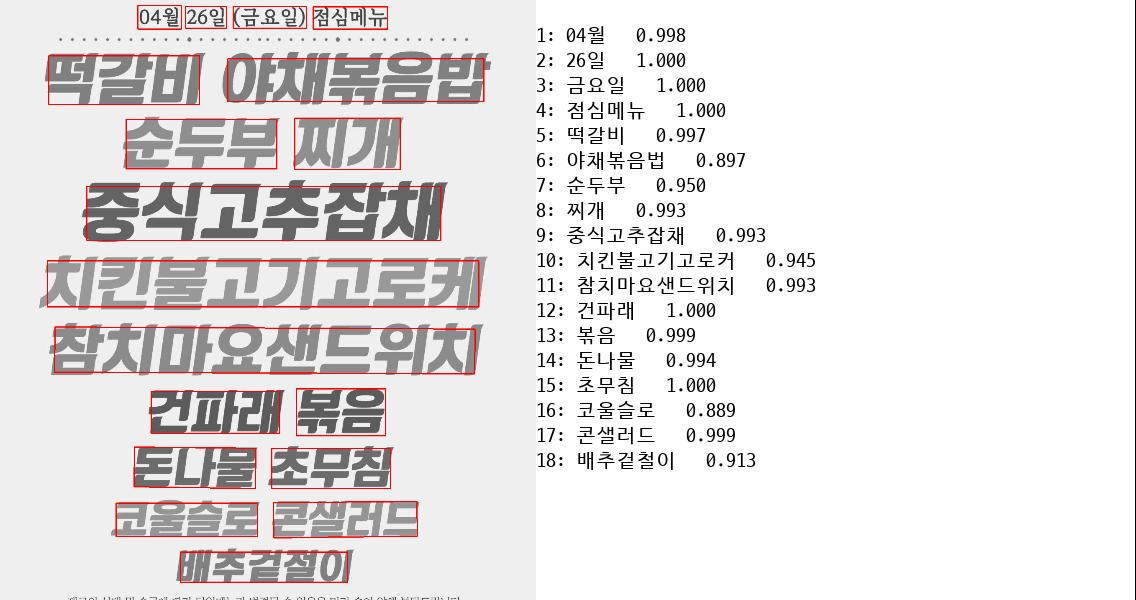 04월 26일 (금요일) 점심메뉴
떡갈비 야채볶음밥
순두부 찌개
중식고추잡채
치킨불고기고로케
참치마요샌드위치
건파래 볶음
돈나물 초무침
코울슬로 콘샐러드
배추겉절이
1: 04월 0.998
2: 26일 1.000
3: 금요일 1.000
4: 점심메뉴 1.000
5: 떡갈비 0.997
6: 야채볶음법 0.897
7: 순두부 0.950
8: 찌개 0.993
9: 중식고추잡채 0.993
10: 치킨불고기고로커 0.945
11: 참치마요샌드위치 0.993
12: 건파래 1.000
13: 볶음 0.999
14: 돈나물 0.994
15: 초무침 1.000
16: 코울슬로 0.889
17: 콘샐러드 0.999
18: 배추겉철이 0.913